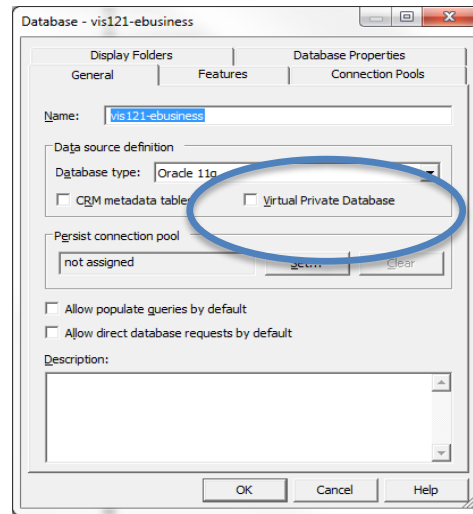 Database - vis121-ebusiness
Display Folders Database Properties
General Features Connection Pools
Name: vis121-ebusiness
Data source definition
Database type: Oracle 11g
CRM metadata tables Virtual Private Database
Persist connection pool
not assigned Set... Clear
Allow populate queries by default
Allow direct database requests by default
Description:
OK Cancel Help